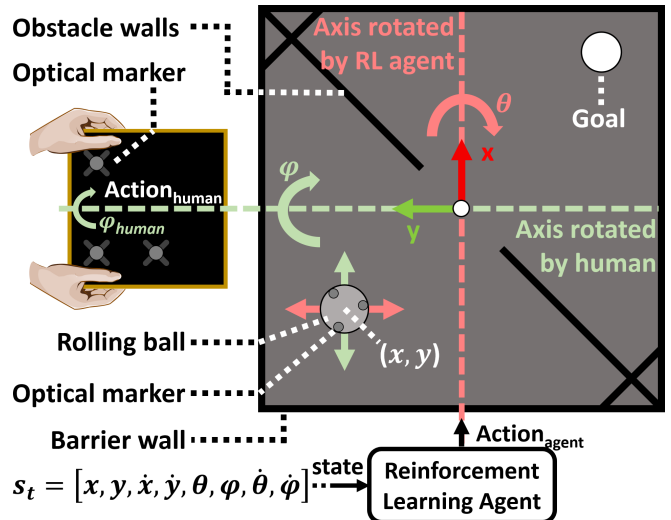 Obstacle walls
Optical marker
Axis rotated
by RL agent
θ
Goal
x
Action_human
φ_human
φ
y
Axis rotated
by human
Rolling ball
(x, y)
Optical marker
Barrier wall
Action_agent
s_t = [x, y, ẋ, ẏ, θ, φ, θ̇, φ̇]
state
Reinforcement
Learning Agent